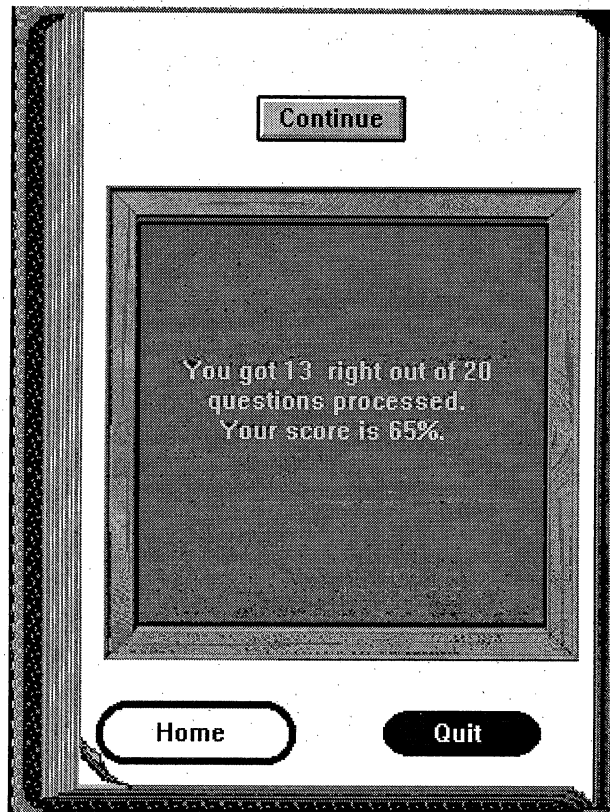 Continue
You got 13 right out of 20
questions processed.
Your score is 65%.
Home
Quit